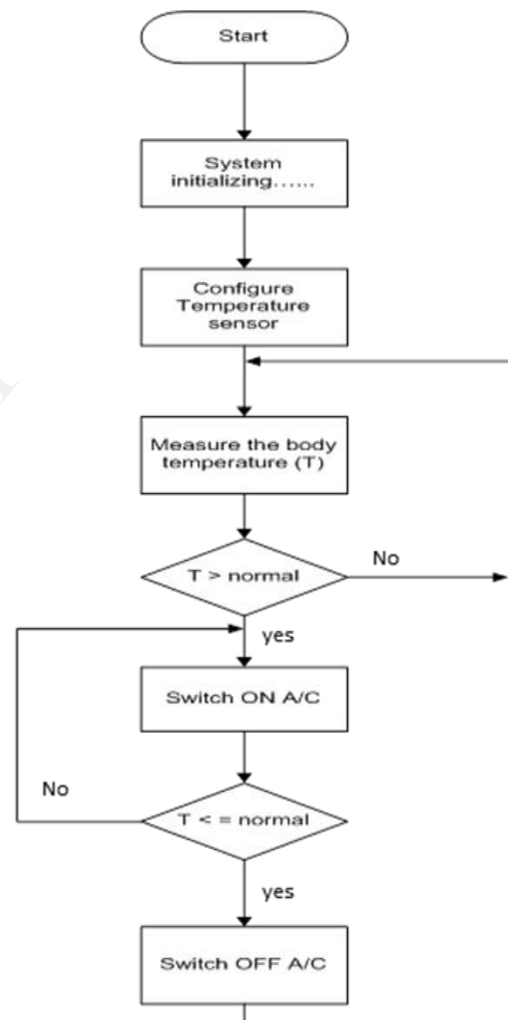 Start
System
initializing......
Configure
Temperature
sensor
Measure the body
temperature (T)
T > normal
No
yes
Switch ON A/C
No
T < = normal
yes
Switch OFF A/C